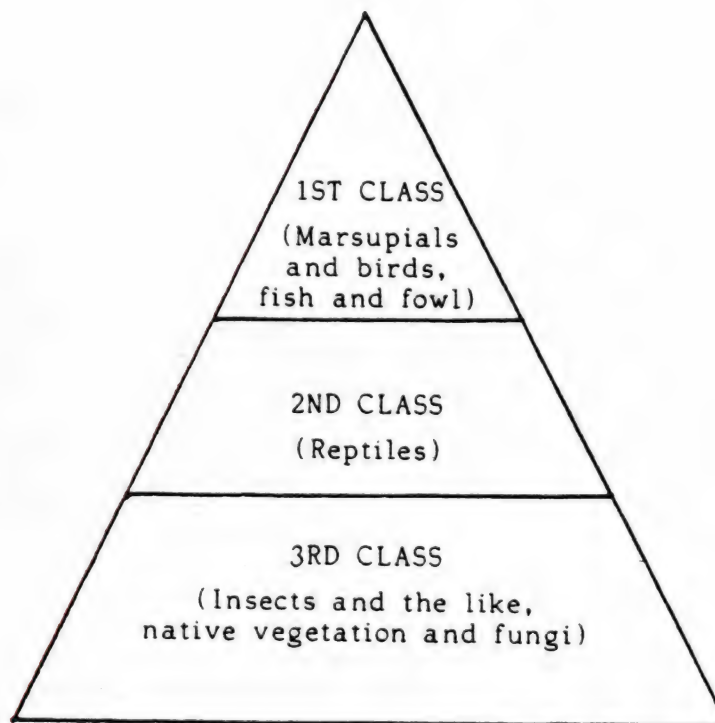 1ST CLASS
(Marsupials
and birds,
fish and fowl)
2ND CLASS
(Reptiles)
3RD CLASS
(Insects and the like,
native vegetation and fungi)